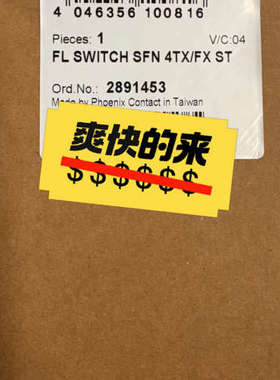 4 046356 100816
Pieces: 1 V/C:04
FL SWITCH SFN 4TX/FX ST
Ord.No.: 2891453
Made by Phoenix Contact in Taiwan
爽快的来
$$$$$$